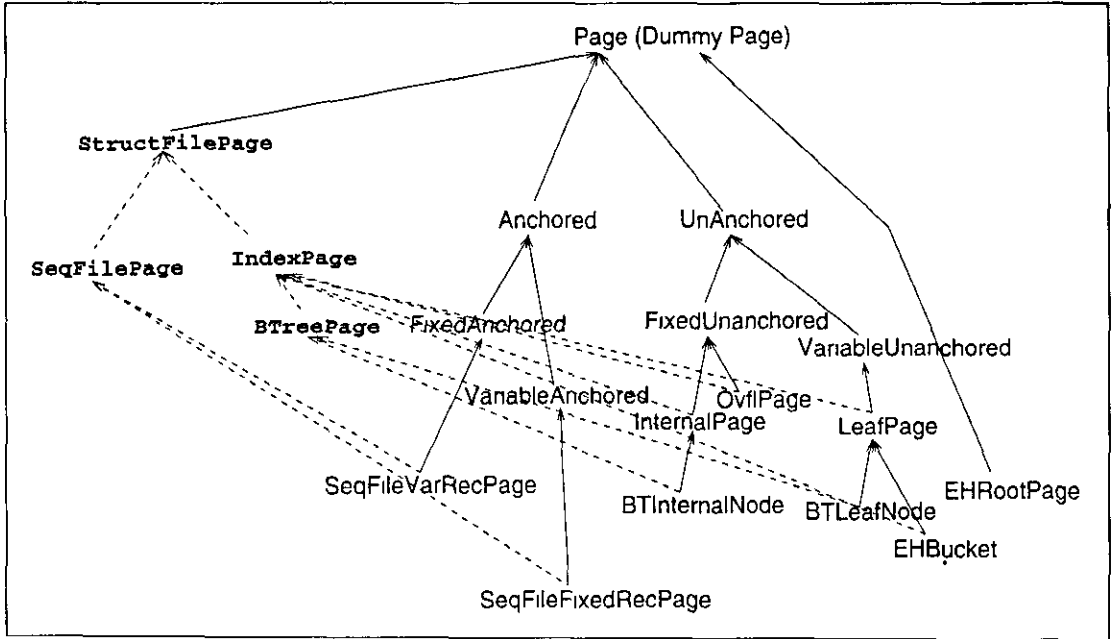 Page (Dummy Page)
StructFilePage
Anchored
UnAnchored
SeqFilePage
IndexPage
BTreePage
FixedAnchored
FixedUnanchored
VariableUnanchored
VariableAnchored
OvflPage
InternalPage
LeafPage
SeqFileVarRecPage
BTInternalNode
BTLeafNode
EHRootPage
EHBucket
SeqFileFixedRecPage